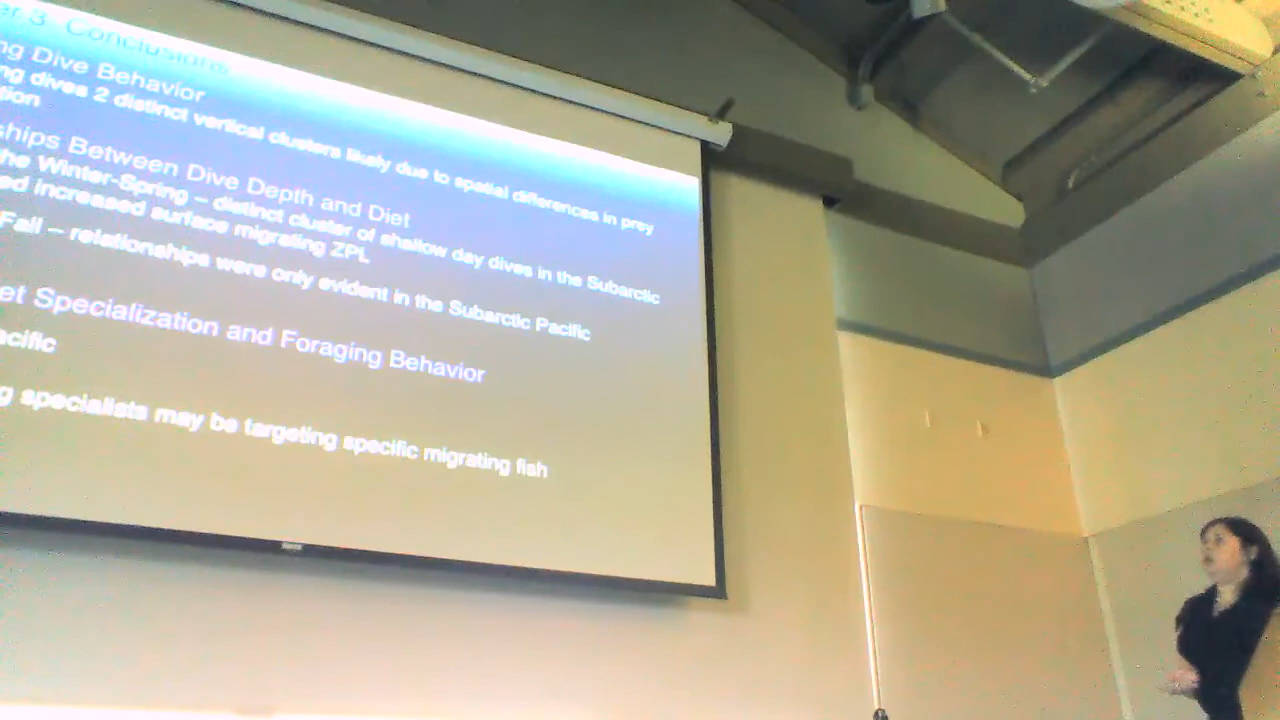 er 3 Conclusions
ng Dive Behavior
ng dives 2 distinct vertical clusters likely due to spatial differences in prey
tion
ships Between Dive Depth and Diet
the Winter-Spring – distinct cluster of shallow day dives in the Subarctic
ed increased surface migrating ZPL
Fall – relationships were only evident in the Subarctic Pacific
et Specialization and Foraging Behavior
acific
g specialists may be targeting specific migrating fish